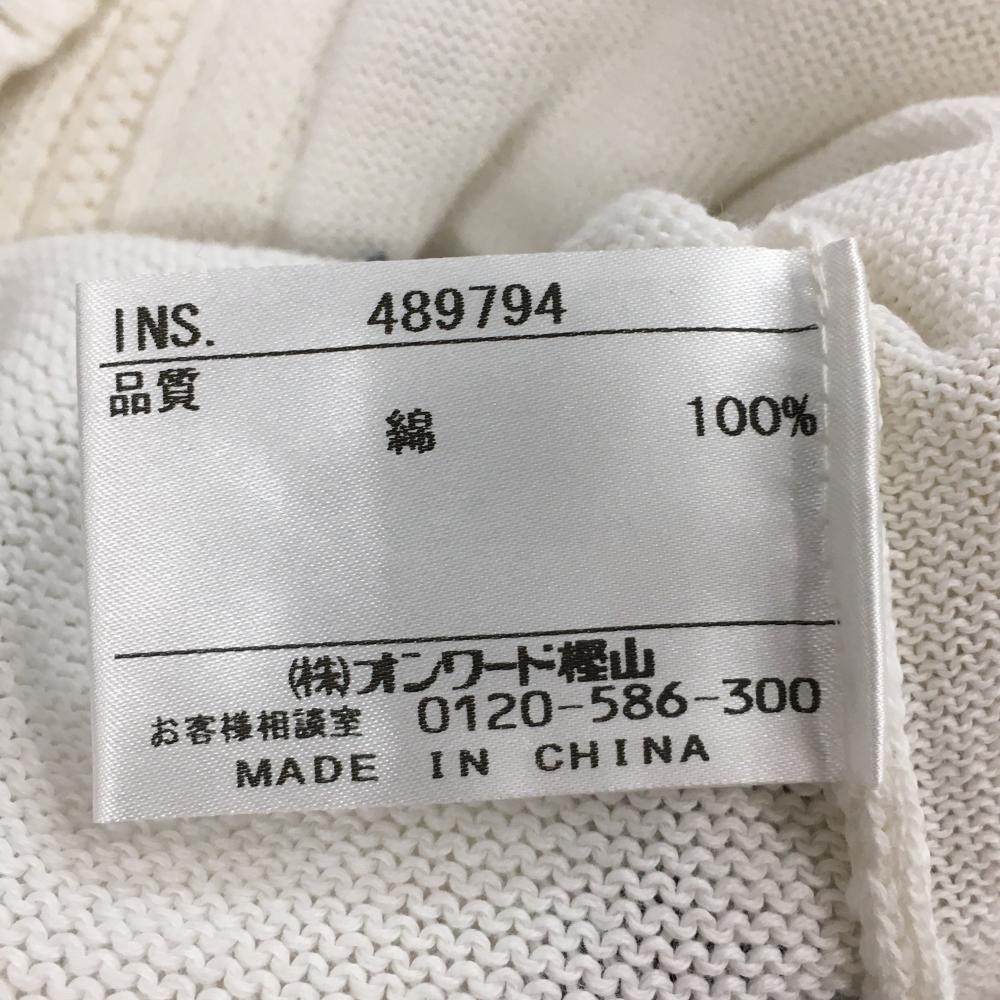 INS. 489794
品質
綿 100%
(株)オンワード樫山
お客様相談室 0120-586-300
MADE IN CHINA